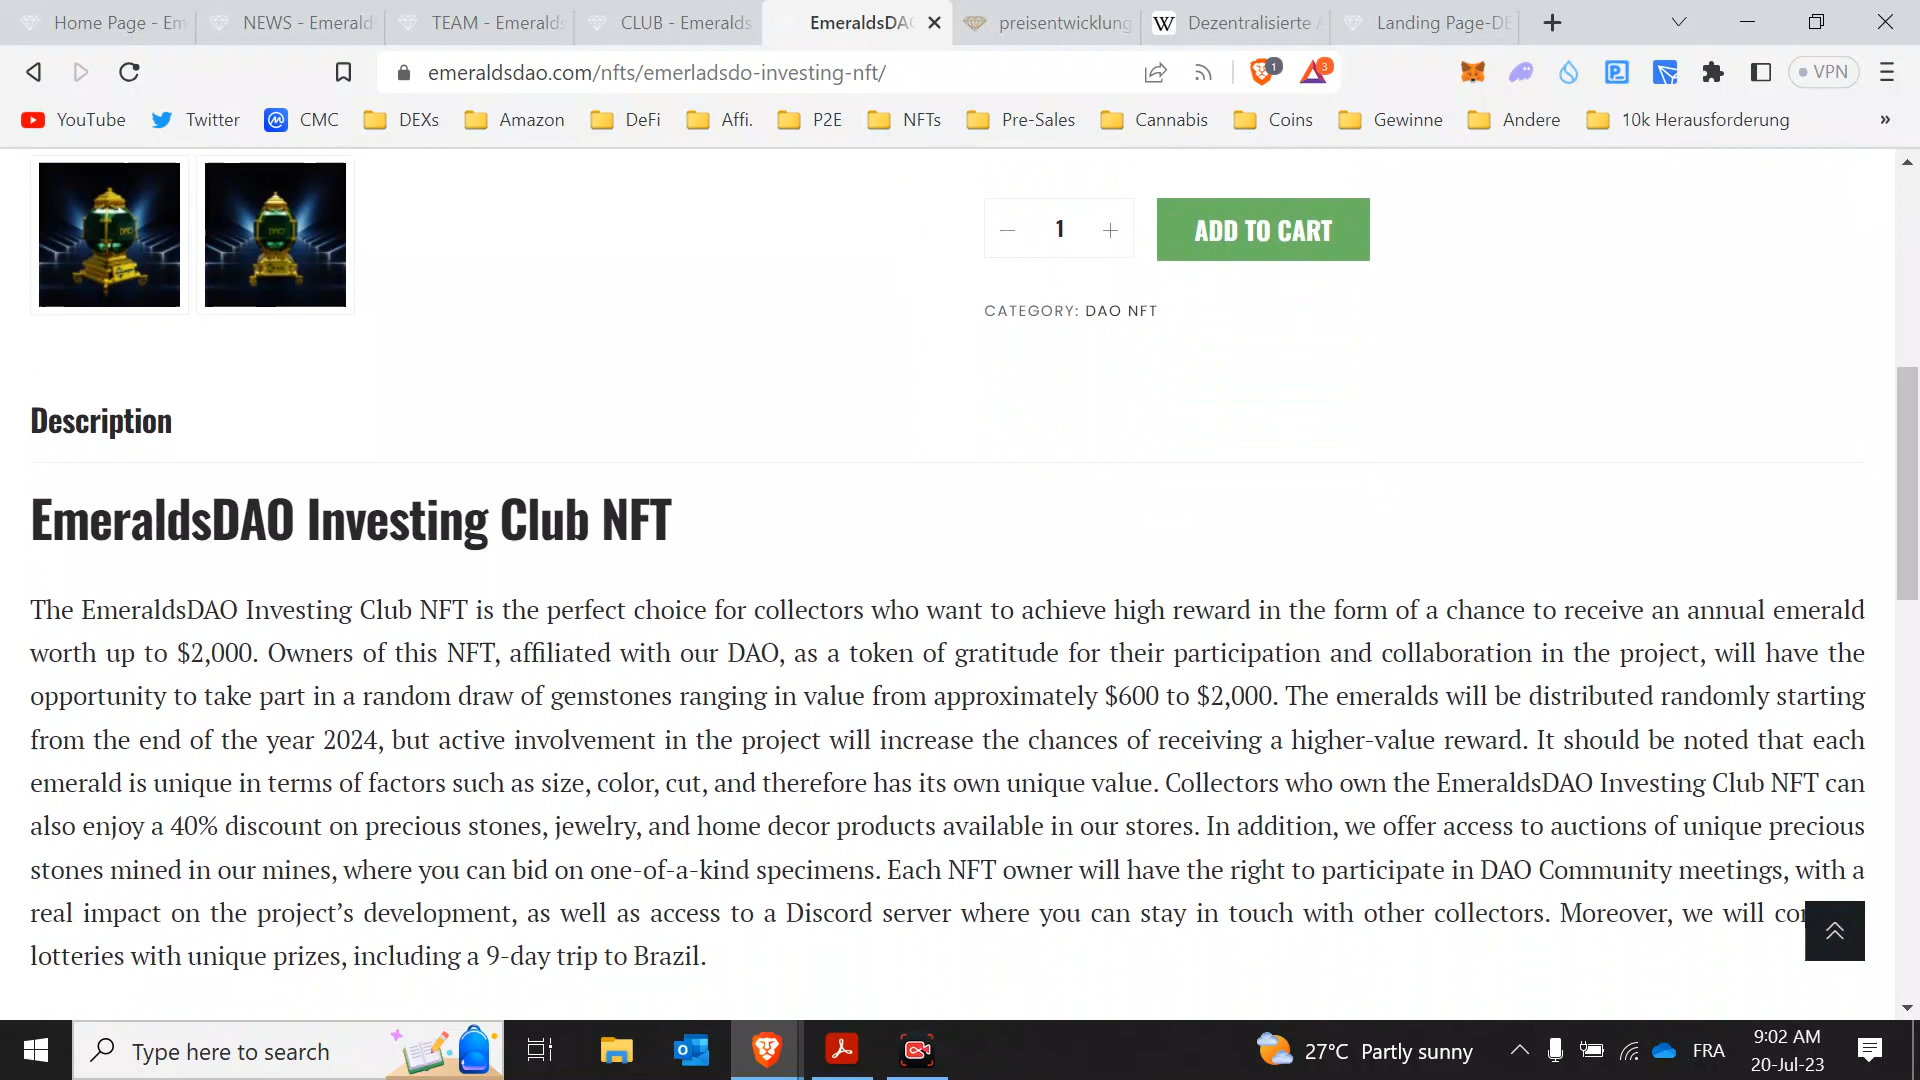 Home Page - Em
NEWS - Emerald
TEAM - Emeralds
CLUB - Emeralds
EmeraldsDAO
preisentwicklung
W Dezentralisierte A
Landing Page-DE
emeraldsdao.com/nfts/emerladsdo-investing-nft/
1
3
VPN
YouTube
Twitter
CMC
DEXs
Amazon
DeFi
Affi.
P2E
NFTs
Pre-Sales
Cannabis
Coins
Gewinne
Andere
10k Herausforderung
»
DAO
DAO
1
ADD TO CART
CATEGORY: DAO NFT
Description
EmeraldsDAO Investing Club NFT
The EmeraldsDAO Investing Club NFT is the perfect choice for collectors who want to achieve high reward in the form of a chance to receive an annual emerald
worth up to $2,000. Owners of this NFT, affiliated with our DAO, as a token of gratitude for their participation and collaboration in the project, will have the
opportunity to take part in a random draw of gemstones ranging in value from approximately $600 to $2,000. The emeralds will be distributed randomly starting
from the end of the year 2024, but active involvement in the project will increase the chances of receiving a higher-value reward. It should be noted that each
emerald is unique in terms of factors such as size, color, cut, and therefore has its own unique value. Collectors who own the EmeraldsDAO Investing Club NFT can
also enjoy a 40% discount on precious stones, jewelry, and home decor products available in our stores. In addition, we offer access to auctions of unique precious
stones mined in our mines, where you can bid on one-of-a-kind specimens. Each NFT owner will have the right to participate in DAO Community meetings, with a
real impact on the project’s development, as well as access to a Discord server where you can stay in touch with other collectors. Moreover, we will
lotteries with unique prizes, including a 9-day trip to Brazil.
Type here to search
27°C Partly sunny
FRA
9:02 AM
20-Jul-23